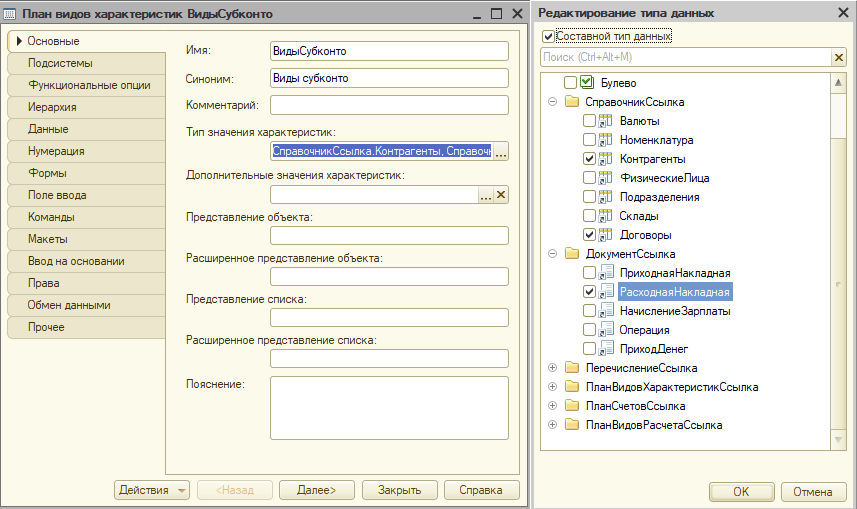 План видов характеристик ВидыСубконто
Основные
Подсистемы
Функциональные опции
Иерархия
Данные
Нумерация
Формы
Поле ввода
Команды
Макеты
Ввод на основании
Права
Обмен данными
Прочее
Имя:
ВидыСубконто
Синоним:
Виды субконто
Комментарий:
Тип значения характеристик:
СправочникСсылка.Контрагенты, Справочн
...
Дополнительные значения характеристик:
...
Представление объекта:
Расширенное представление объекта:
Представление списка:
Расширенное представление списка:
Пояснение:
Действия
<Назад
Далее>
Закрыть
Справка
Редактирование типа данных
Составной тип данных
Поиск (Ctrl+Alt+M)
Булево
СправочникСсылка
Валюты
Номенклатура
Контрагенты
ФизическиеЛица
Подразделения
Склады
Договоры
ДокументСсылка
ПриходнаяНакладная
РасходнаяНакладная
НачислениеЗарплаты
Операция
ПриходДенег
ПеречислениеСсылка
ПланВидовХарактеристикСсылка
ПланСчетовСсылка
ПланВидовРасчетаСсылка
OK
Отмена